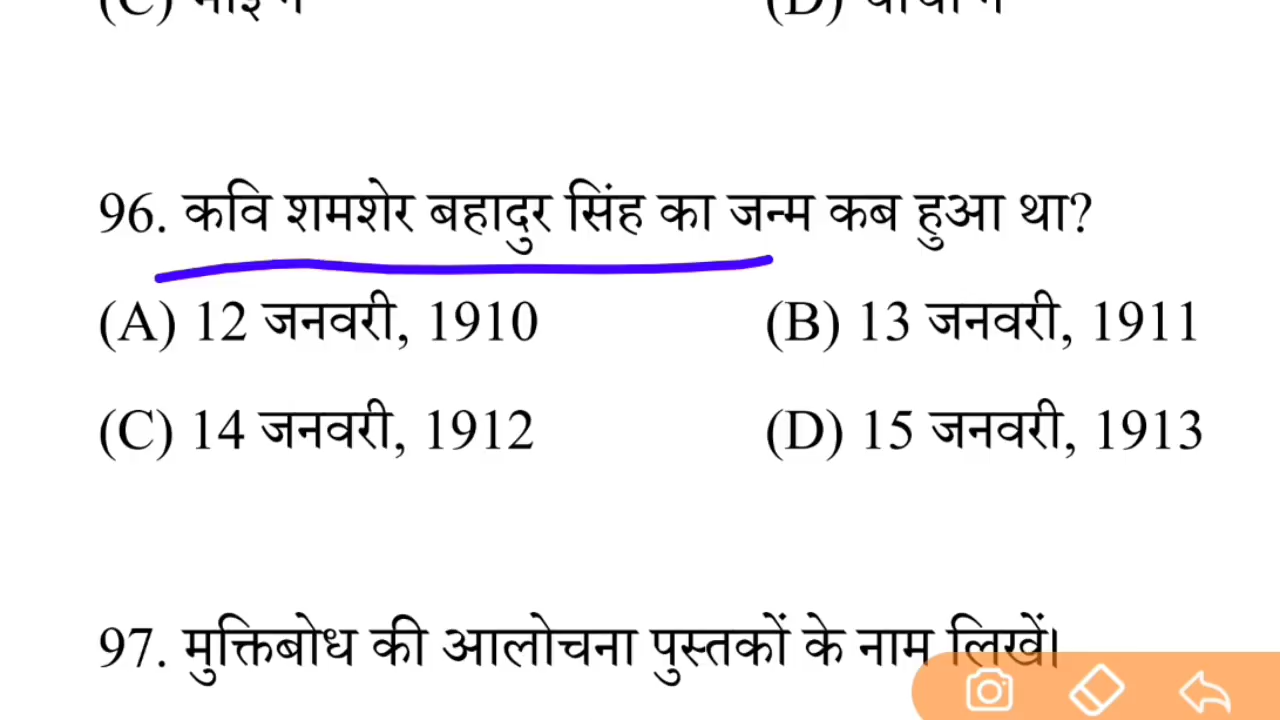 96. कवि शमशेर बहादुर सिंह का जन्म कब हुआ था?
(A) 12 जनवरी, 1910 (B) 13 जनवरी, 1911
(C) 14 जनवरी, 1912 (D) 15 जनवरी, 1913
97. मुक्तिबोध की आलोचना पुस्तकों के नाम लिखें।